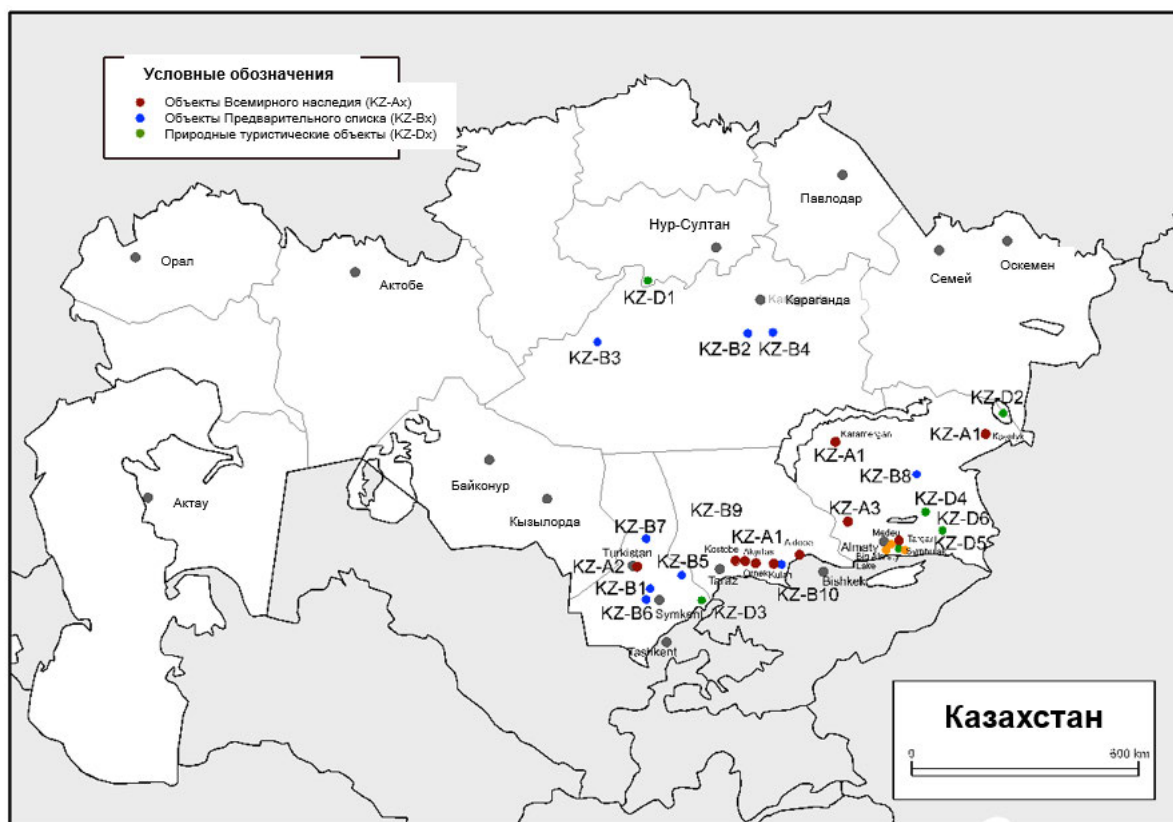 Условные обозначения
Объекты Всемирного наследия (KZ-Ax)
Объекты Предварительного списка (KZ-Bx)
Природные туристические объекты (KZ-Dx)
Павлодар
Нур-Султан
Орал
Актобе
Семей
Оскемен
KZ-D1
Караганда
KZ-B3
KZ-B2
KZ-B4
KZ-D2
KZ-A1
Karamergan
KZ-A1
KZ-B8
Байконур
Актау
Кызылорда
KZ-B9
KZ-A3
KZ-D4
KZ-D6
KZ-B7
KZ-A1
Medeu
Almaty
KZ-D5
Turkistan
Kostobe
Akyrtas
KZ-A2
KZ-B5
Taraz
Ornek
Kulan
Lake
Bishkek
KZ-B1
KZ-B10
KZ-B6
Symkent
KZ-D3
Tashkent
Казахстан
0
600 km